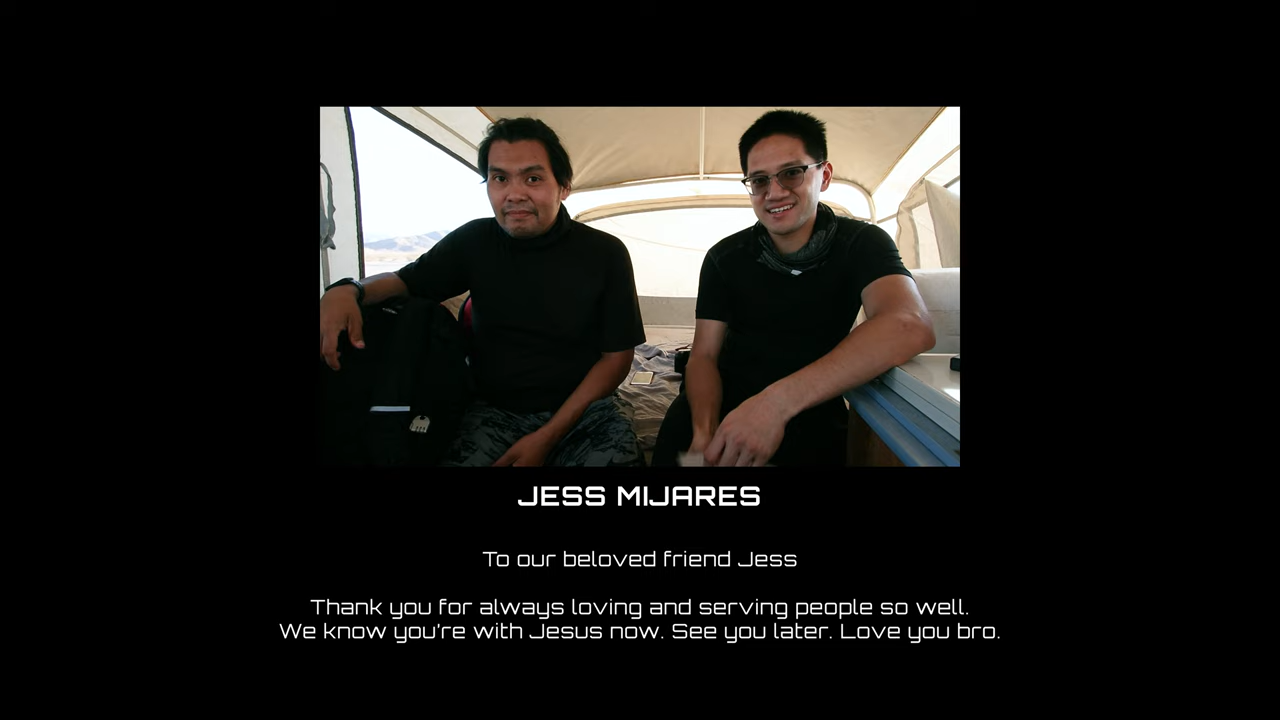 JESS MIJARES
To our beloved friend Jess
Thank you for always loving and serving people so well.
We know you're with Jesus now. See you later. Love you bro.